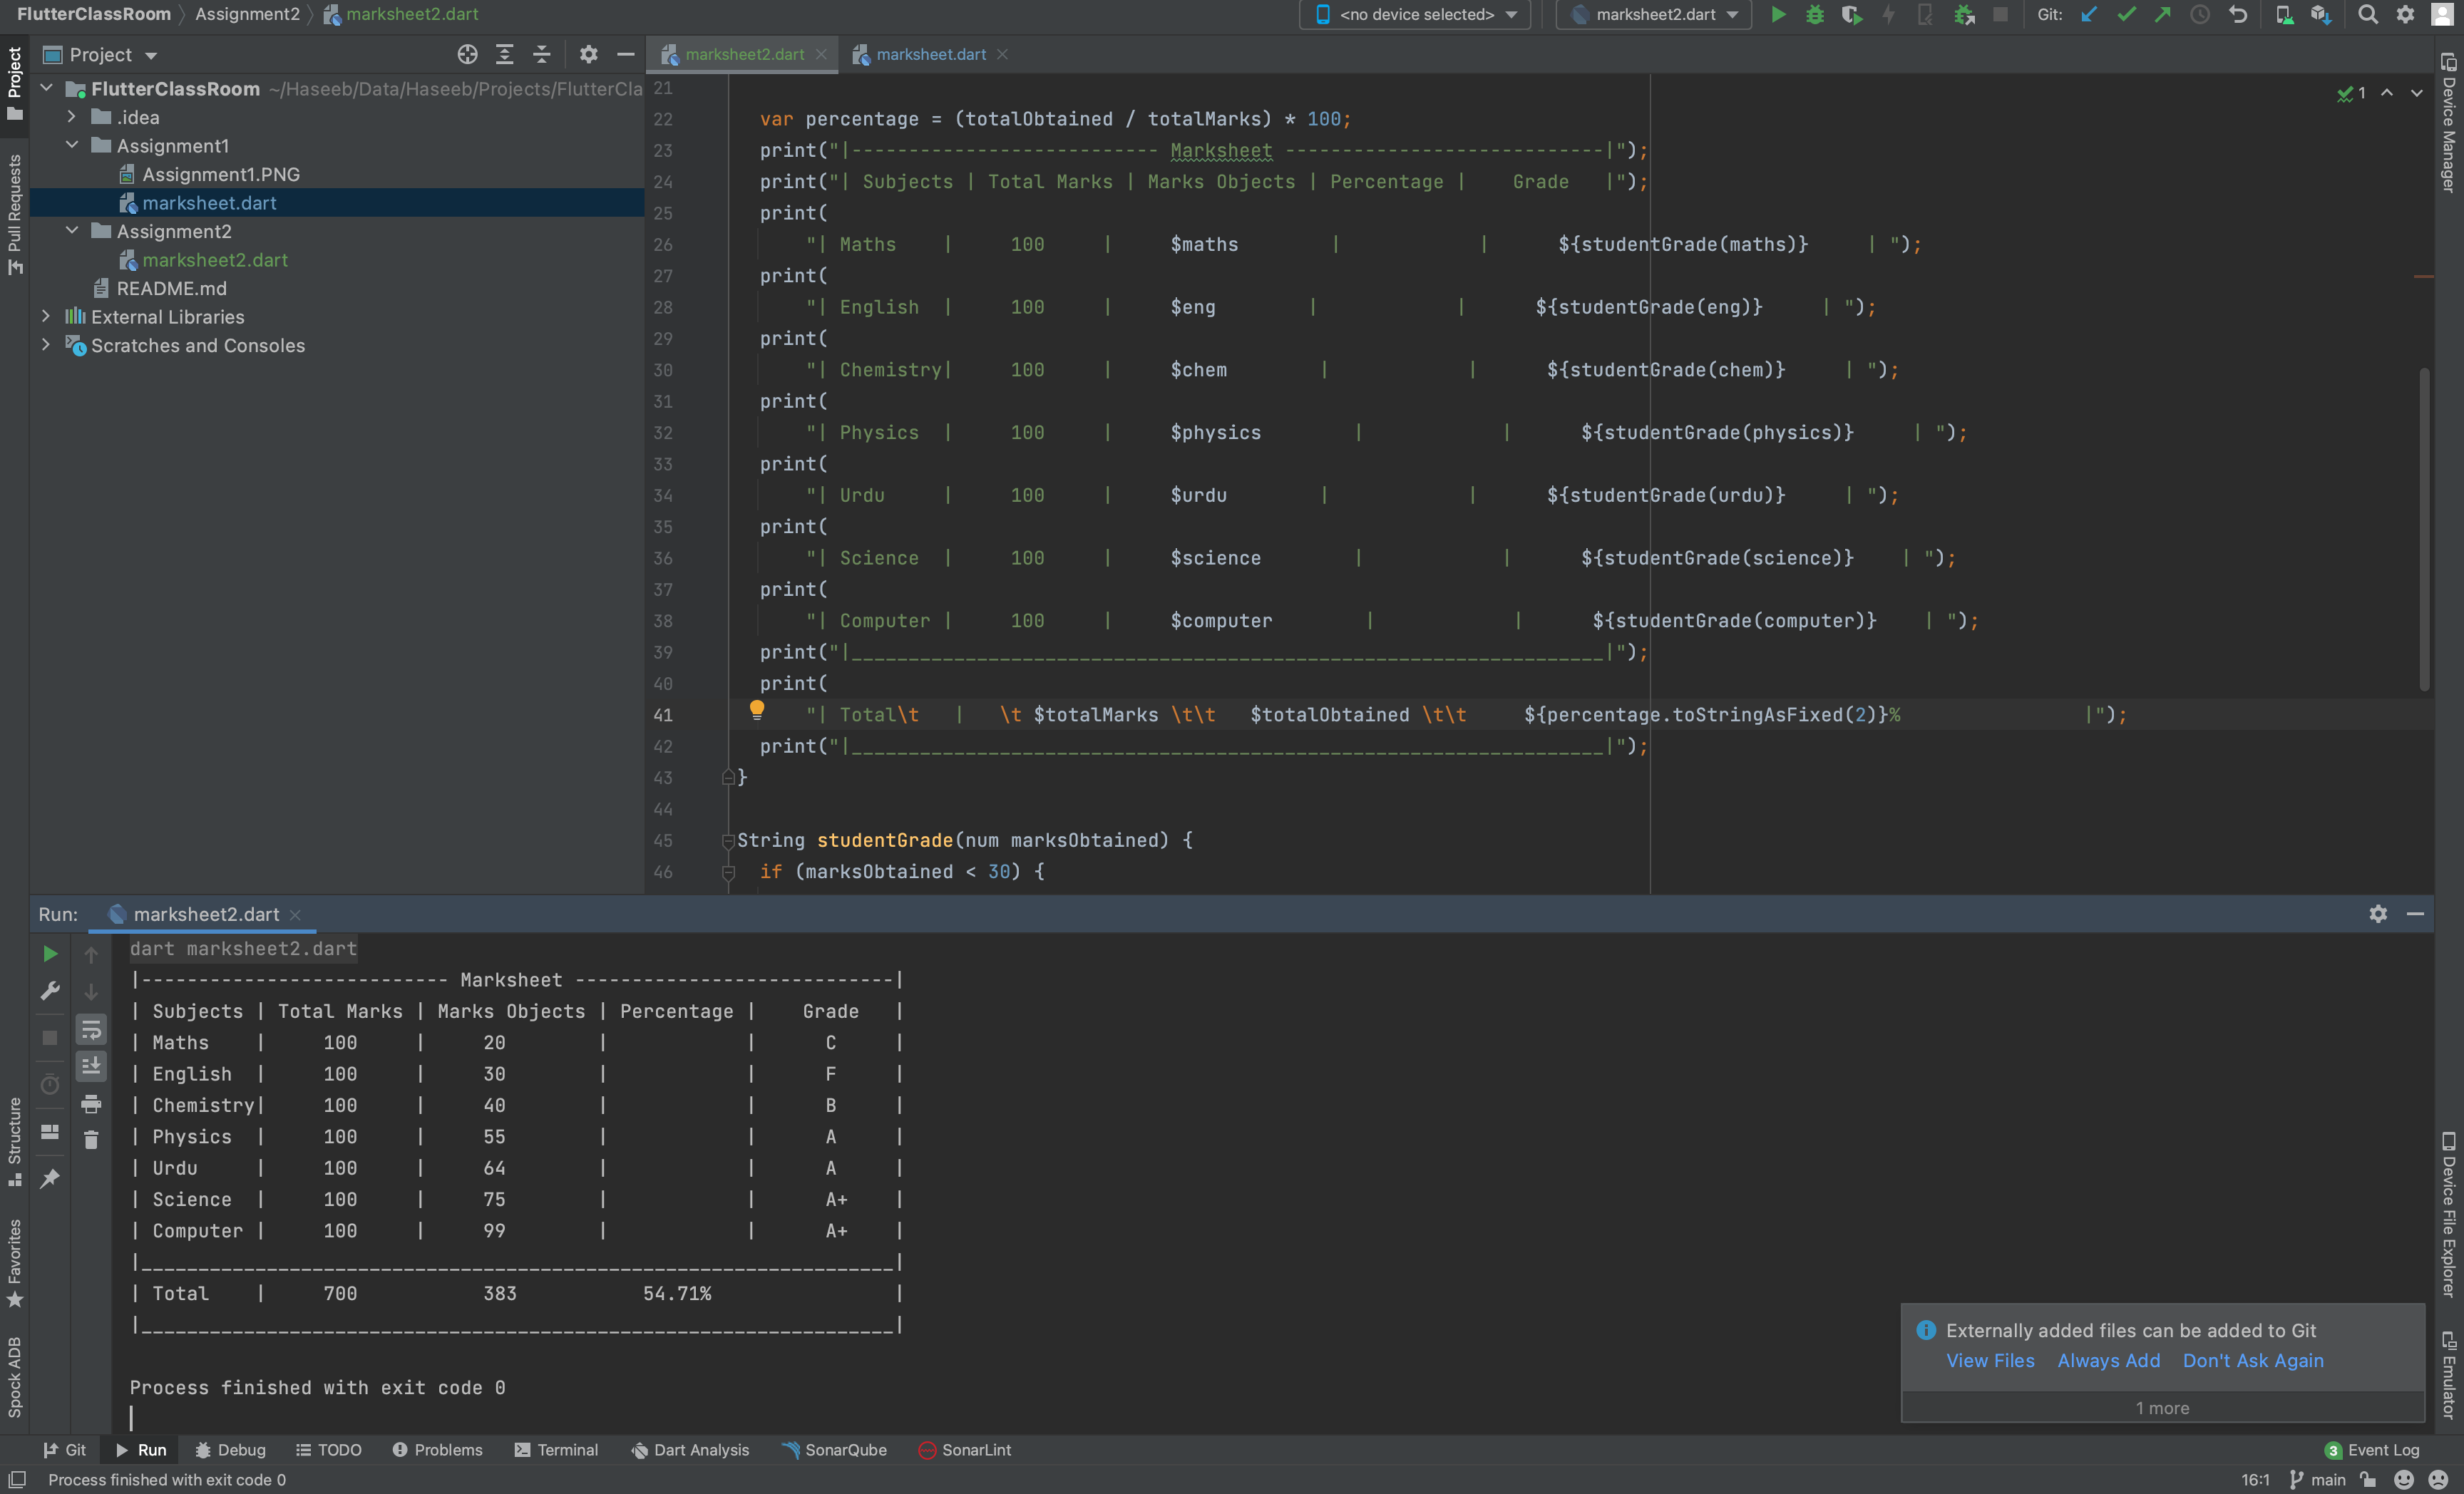 FlutterClassRoom Assignment2 marksheet2.dart <no device selected> marksheet2.dart Git:
Project
marksheet2.dart marksheet.dart
Project
Pull Requests
FlutterClassRoom ~/Haseeb/Data/Haseeb/Projects/FlutterCla
.idea
Assignment1
Assignment1.PNG
marksheet.dart
Assignment2
marksheet2.dart
README.md
External Libraries
Scratches and Consoles
1
Device Manager
21
22 var percentage = (totalObtained / totalMarks) * 100;
23 print("|--------------------------- Marksheet ----------------------------|");
24 print("| Subjects | Total Marks | Marks Objects | Percentage |    Grade   |");
25 print(
26 "| Maths    |     100     |     $maths        |            |      ${studentGrade(maths)}     | ");
27 print(
28 "| English  |     100     |     $eng        |            |      ${studentGrade(eng)}     | ");
29 print(
30 "| Chemistry|     100     |     $chem        |            |      ${studentGrade(chem)}     | ");
31 print(
32 "| Physics  |     100     |     $physics        |            |      ${studentGrade(physics)}     | ");
33 print(
34 "| Urdu     |     100     |     $urdu        |            |      ${studentGrade(urdu)}     | ");
35 print(
36 "| Science  |     100     |     $science        |            |      ${studentGrade(science)}    | ");
37 print(
38 "| Computer |     100     |     $computer        |            |      ${studentGrade(computer)}    | ");
39 print("|__________________________________________________________________|");
40 print(
41 "| Total\t   |   \t $totalMarks \t\t   $totalObtained \t\t     ${percentage.toStringAsFixed(2)}%                |");
42 print("|__________________________________________________________________|");
43 }
44
45 String studentGrade(num marksObtained) {
46 if (marksObtained < 30) {
Run: marksheet2.dart
dart marksheet2.dart
|--------------------------- Marksheet ----------------------------|
| Subjects | Total Marks | Marks Objects | Percentage |    Grade   |
| Maths    |     100     |     20        |            |      C     |
| English  |     100     |     30        |            |      F     |
| Chemistry|     100     |     40        |            |      B     |
| Physics  |     100     |     55        |            |      A     |
| Urdu     |     100     |     64        |            |      A     |
| Science  |     100     |     75        |            |      A+    |
| Computer |     100     |     99        |            |      A+    |
|__________________________________________________________________|
| Total    |     700           383           54.71%                |
|__________________________________________________________________|
Process finished with exit code 0
Structure
Favorites
Spock ADB
Device File Explorer
Emulator
Externally added files can be added to Git
View Files Always Add Don't Ask Again
1 more
Git Run Debug TODO Problems Terminal Dart Analysis SonarQube SonarLint 3 Event Log
Process finished with exit code 0 16:1 main